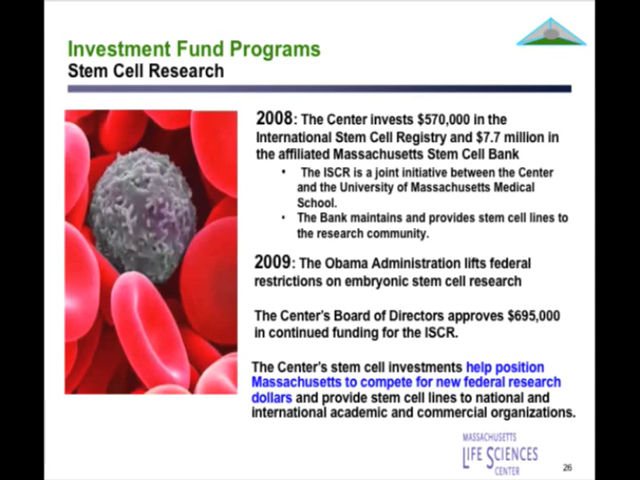 Investment Fund Programs
Stem Cell Research
2008: The Center invests $570,000 in the
International Stem Cell Registry and $7.7 million in
the affiliated Massachusetts Stem Cell Bank
• The ISCR is a joint initiative between the Center
and the University of Massachusetts Medical
School.
• The Bank maintains and provides stem cell lines to
the research community.
2009: The Obama Administration lifts federal
restrictions on embryonic stem cell research
The Center's Board of Directors approves $695,000
in continued funding for the ISCR.
The Center's stem cell investments help position
Massachusetts to compete for new federal research
dollars and provide stem cell lines to national and
international academic and commercial organizations.
MASSACHUSETTS
LIFE SCIENCES
CENTER
26